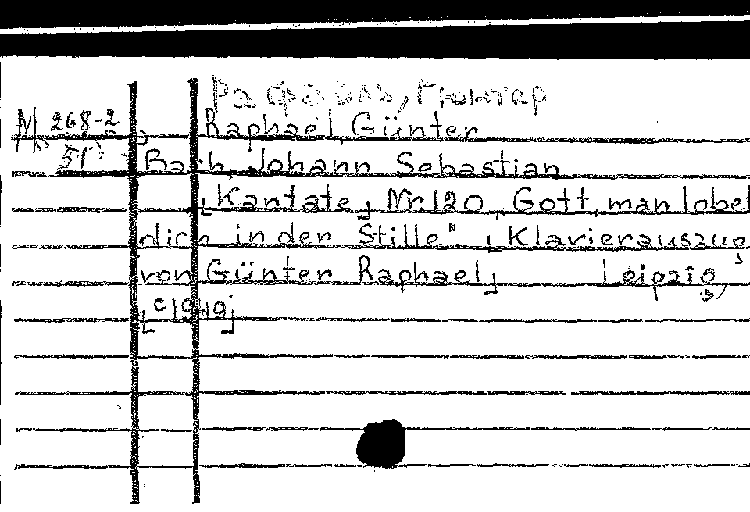 Рафаэль, Гюнтер
M 268-2 Raphael, Günter
51 Bach, Johann Sebastian
[Kantate] Nr. 120 „Gott, man lobet
dich in der Stille" [Klavierauszug
von Günter Raphael] Leipzig,
[c1949]